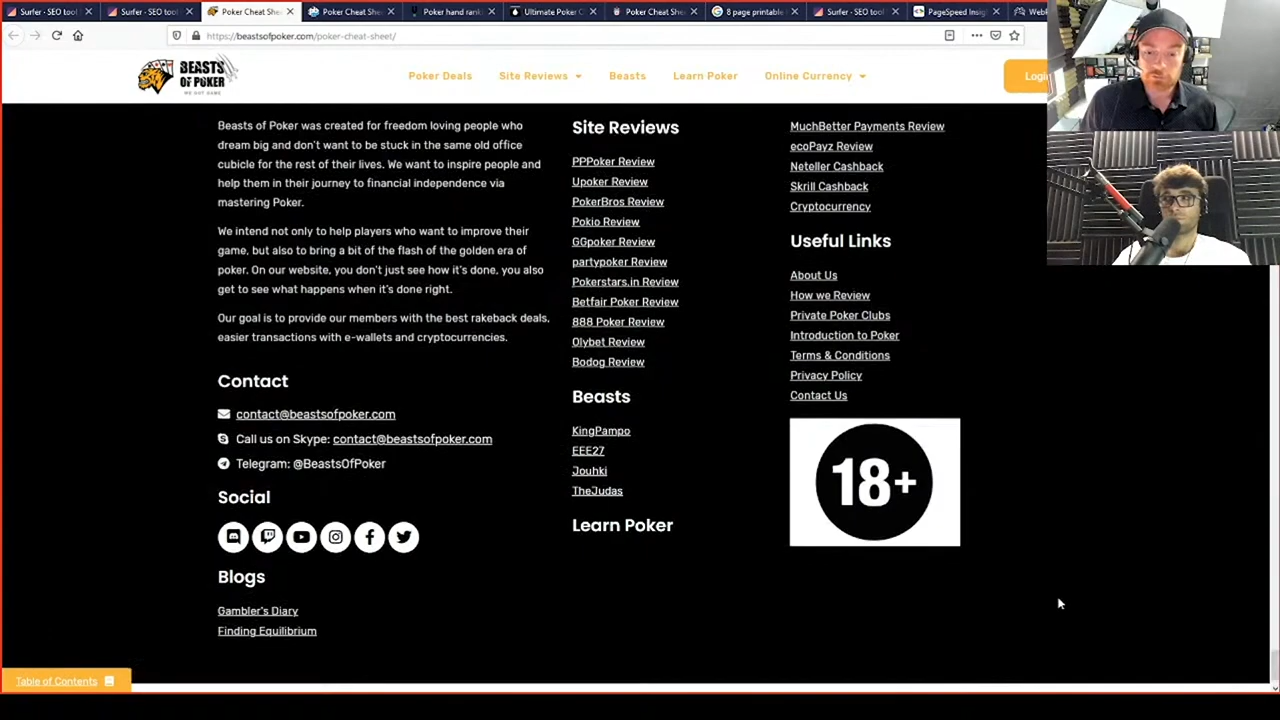 Surfer - SEO tool
Surfer - SEO tool
Poker Cheat She
Poker Cheat She
Poker hand rank
Ultimate Poker C
Poker Cheat She
8 page printable
Surfer - SEO tool
PageSpeed Insig
https://beastsofpoker.com/poker-cheat-sheet/
BEASTS
OF POKER
Poker Deals
Site Reviews
Beasts
Learn Poker
Online Currency
Login
Beasts of Poker was created for freedom loving people who
dream big and don't want to be stuck in the same old office
cubicle for the rest of their lives. We want to inspire people and
help them in their journey to financial independence via
mastering Poker.
We intend not only to help players who want to improve their
game, but also to bring a bit of the flash of the golden era of
poker. On our website, you don't just see how it's done, you also
get to see what happens when it's done right.
Our goal is to provide our members with the best rakeback deals,
easier transactions with e-wallets and cryptocurrencies.
Contact
contact@beastsofpoker.com
Call us on Skype: contact@beastsofpoker.com
Telegram: @BeastsOfPoker
Social
Blogs
Gambler's Diary
Finding Equilibrium
Site Reviews
PPPoker Review
Upoker Review
PokerBros Review
Pokio Review
GGpoker Review
partypoker Review
Pokerstars.in Review
Betfair Poker Review
888 Poker Review
Olybet Review
Bodog Review
Beasts
KingPampo
EEE27
Jouhki
TheJudas
Learn Poker
MuchBetter Payments Review
ecoPayz Review
Neteller Cashback
Skrill Cashback
Cryptocurrency
Useful Links
About Us
How we Review
Private Poker Clubs
Introduction to Poker
Terms & Conditions
Privacy Policy
Contact Us
18+
Table of Contents